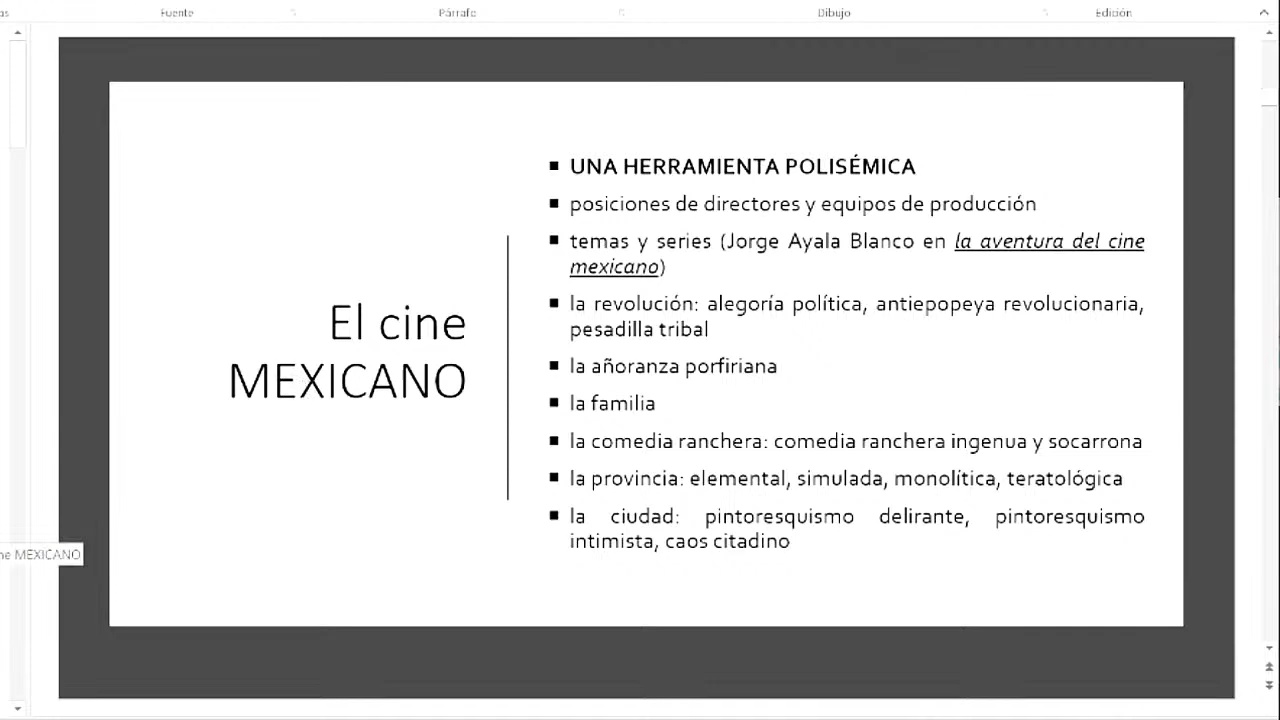 Fuente Párrafo Dibujo Edición
El cine
MEXICANO
UNA HERRAMIENTA POLISÉMICA
posiciones de directores y equipos de producción
temas y series (Jorge Ayala Blanco en la aventura del cine
mexicano)
la revolución: alegoría política, antiepopeya revolucionaria,
pesadilla tribal
la añoranza porfiriana
la familia
la comedia ranchera: comedia ranchera ingenua y socarrona
la provincia: elemental, simulada, monolítica, teratológica
la ciudad: pintoresquismo delirante, pintoresquismo
intimista, caos citadino
MEXICANO